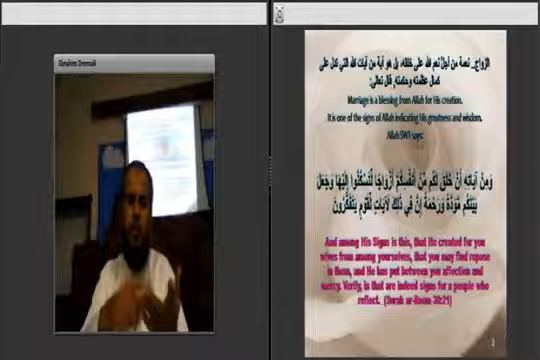 Marriage is a blessing from Allah for His creation.
It is one of the signs of Allah indicating His greatness and wisdom.
Allah SWT says:
وَمِنْ آيَاتِهِ أَنْ خَلَقَ لَكُم مِّنْ أَنفُسِكُمْ أَزْوَاجًا لِّتَسْكُنُوا إِلَيْهَا وَجَعَلَ
بَيْنَكُم مَّوَدَّةً وَرَحْمَةً إِنَّ فِي ذَلِكَ لَآيَاتٍ لِّقَوْمٍ يَتَفَكَّرُونَ
And among His Signs is this, that He created for you
wives from among yourselves, that you may find repose
in them, and He has put between you affection and
mercy. Verily, in that are indeed signs for a people who
reflect. (Surah ar-Room 30:21)